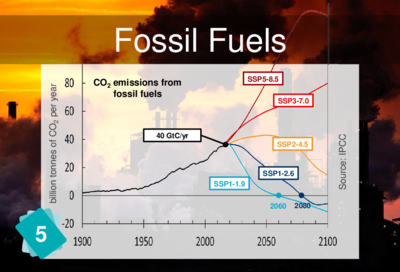 Fossil Fuels
CO2 emissions from
fossil fuels
billion tonnes of CO2 per year
80
60
40
20
0
-20
1900
1950
2000
2050
2100
40 GtC/yr
SSP5-8.5
SSP3-7.0
SSP2-4.5
SSP1-2.6
SSP1-1.9
2060
2080
Source: IPCC
5